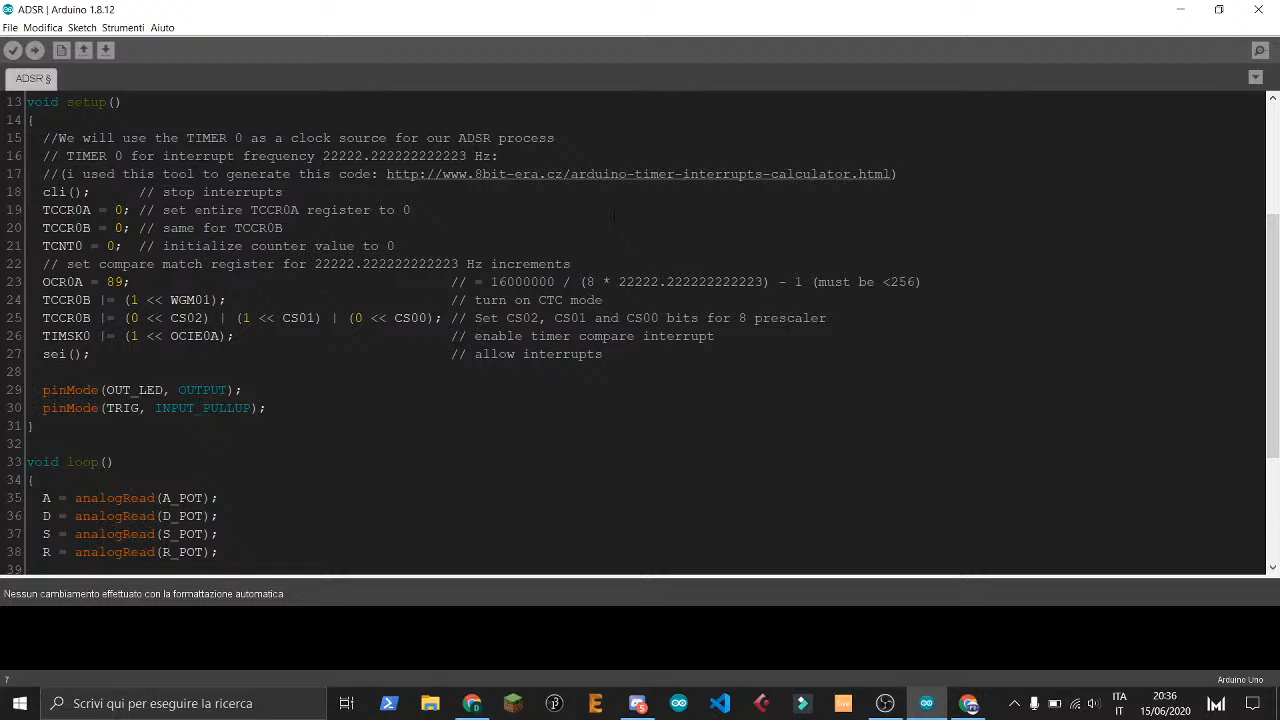 ADSR | Arduino 1.8.12
File Modifica Sketch Strumenti Aiuto
ADSR §
13 void setup()
14 {
15 //We will use the TIMER 0 as a clock source for our ADSR process
16 // TIMER 0 for interrupt frequency 22222.222222222223 Hz:
17 //(i used this tool to generate this code: http://www.8bit-era.cz/arduino-timer-interrupts-calculator.html)
18 cli(); // stop interrupts
19 TCCR0A = 0; // set entire TCCR0A register to 0
20 TCCR0B = 0; // same for TCCR0B
21 TCNT0 = 0; // initialize counter value to 0
22 // set compare match register for 22222.222222222223 Hz increments
23 OCR0A = 89; // = 16000000 / (8 * 22222.222222222223) - 1 (must be <256)
24 TCCR0B |= (1 << WGM01); // turn on CTC mode
25 TCCR0B |= (0 << CS02) | (1 << CS01) | (0 << CS00); // Set CS02, CS01 and CS00 bits for 8 prescaler
26 TIMSK0 |= (1 << OCIE0A); // enable timer compare interrupt
27 sei(); // allow interrupts
28
29 pinMode(OUT_LED, OUTPUT);
30 pinMode(TRIG, INPUT_PULLUP);
31 }
32
33 void loop()
34 {
35 A = analogRead(A_POT);
36 D = analogRead(D_POT);
37 S = analogRead(S_POT);
38 R = analogRead(R_POT);
39
Nessun cambiamento effettuato con la formattazione automatica
7 Arduino Uno
Scrivi qui per eseguire la ricerca
live
ITA
IT
20:36
15/06/2020